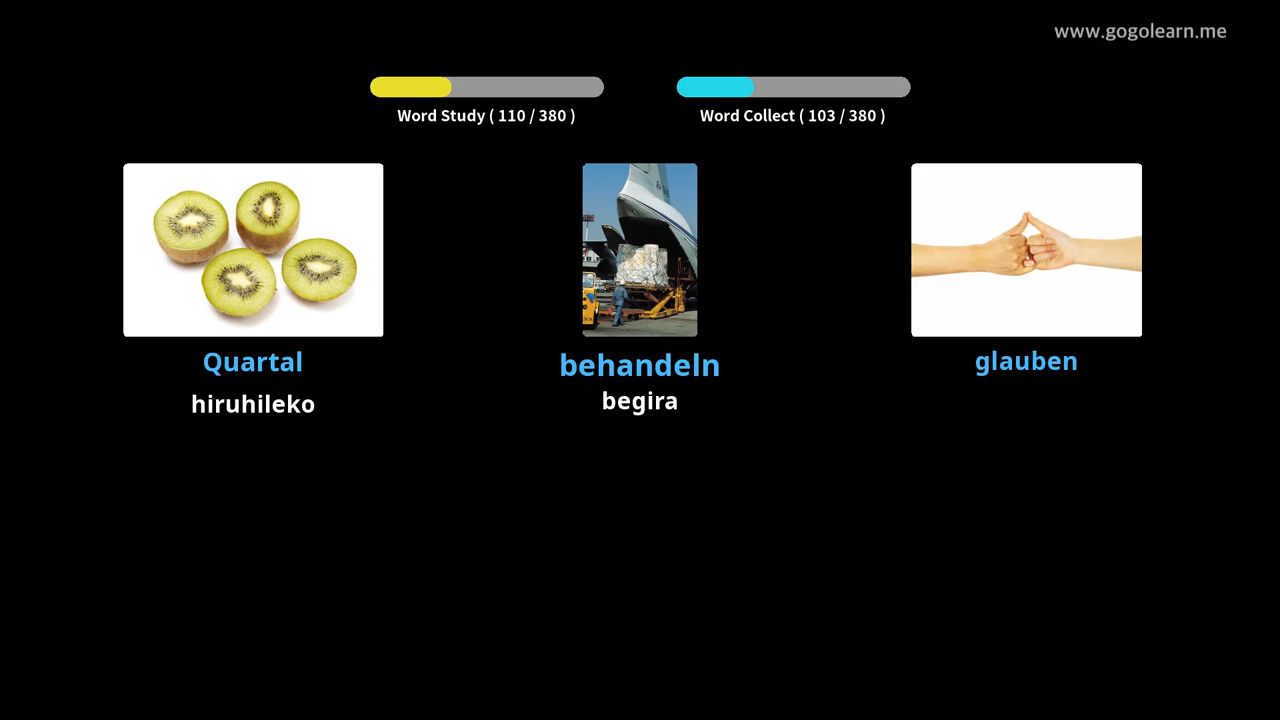 www.gogolearn.me
Word Study ( 110 / 380 )
Word Collect ( 103 / 380 )
Quartal
behandeln
glauben
hiruhileko
begira